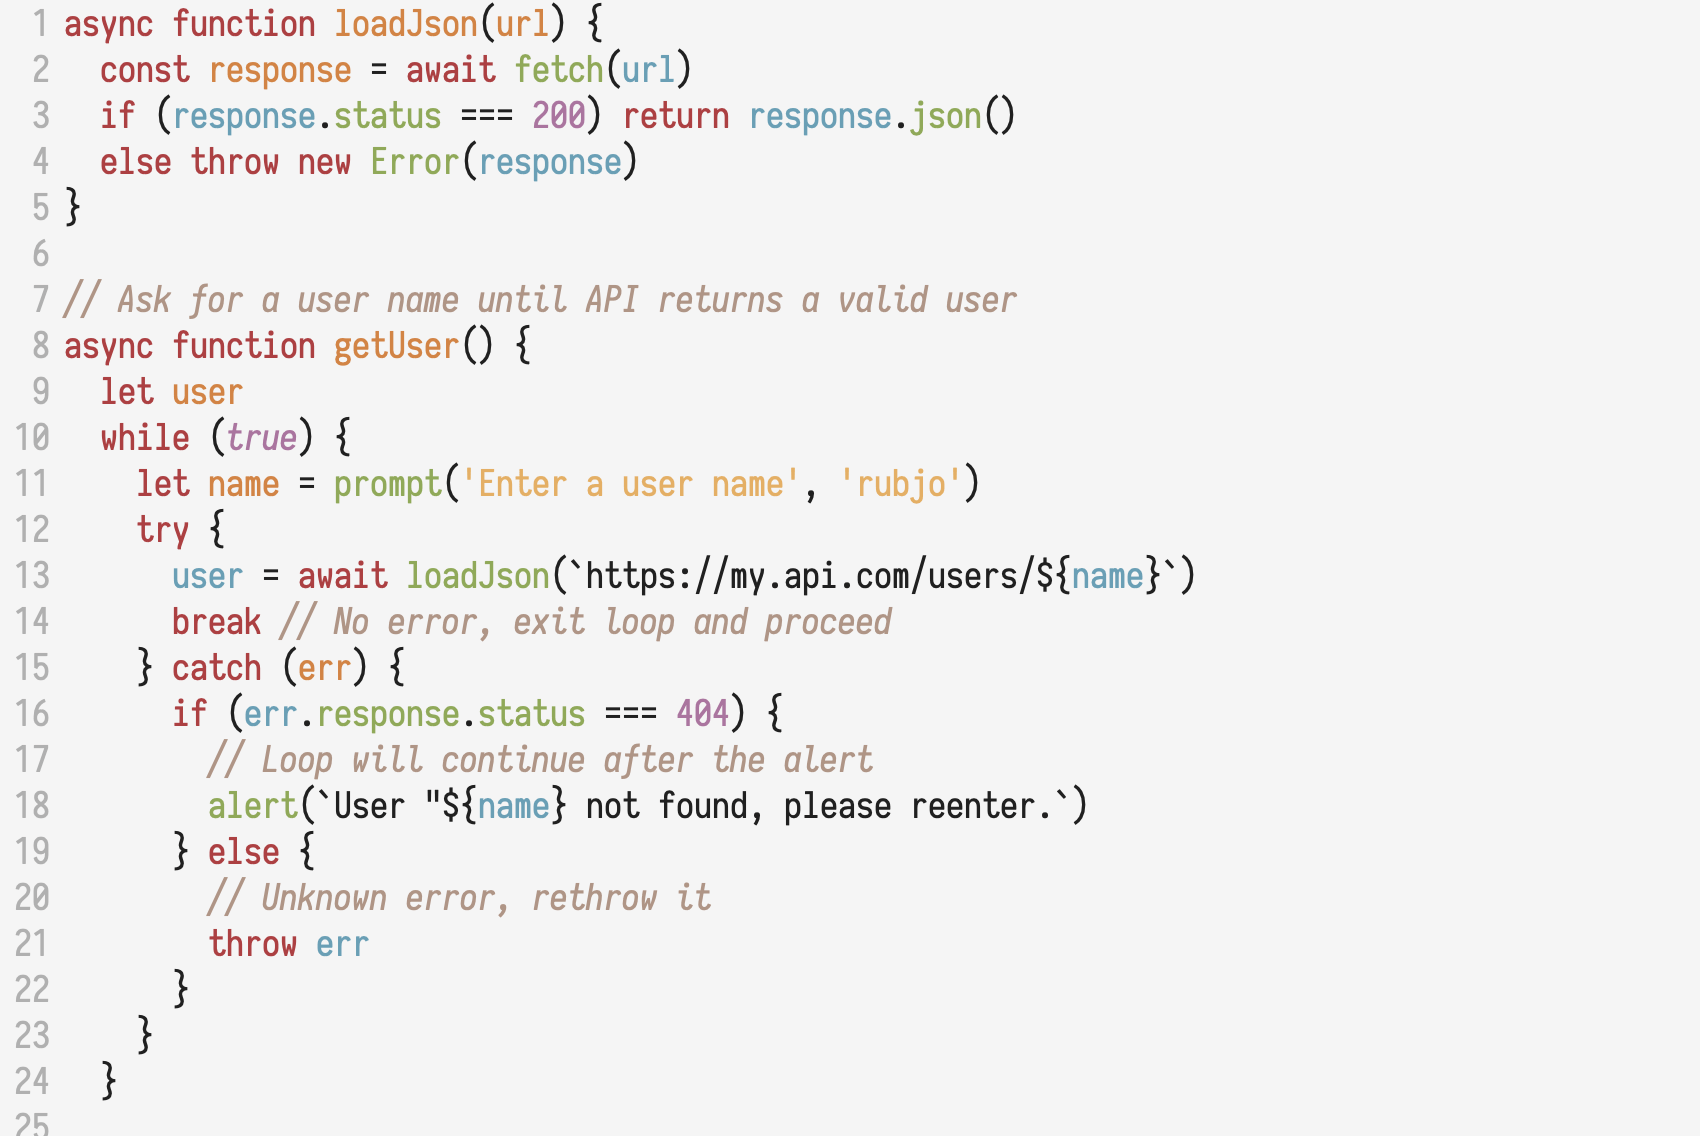 1 async function loadJson(url) {
2   const response = await fetch(url)
3   if (response.status === 200) return response.json()
4   else throw new Error(response)
5 }
6
7 // Ask for a user name until API returns a valid user
8 async function getUser() {
9   let user
10   while (true) {
11     let name = prompt('Enter a user name', 'rubjo')
12     try {
13       user = await loadJson(`https://my.api.com/users/${name}`)
14       break // No error, exit loop and proceed
15     } catch (err) {
16       if (err.response.status === 404) {
17         // Loop will continue after the alert
18         alert(`User "${name} not found, please reenter.`)
19       } else {
20         // Unknown error, rethrow it
21         throw err
22       }
23     }
24   }
25